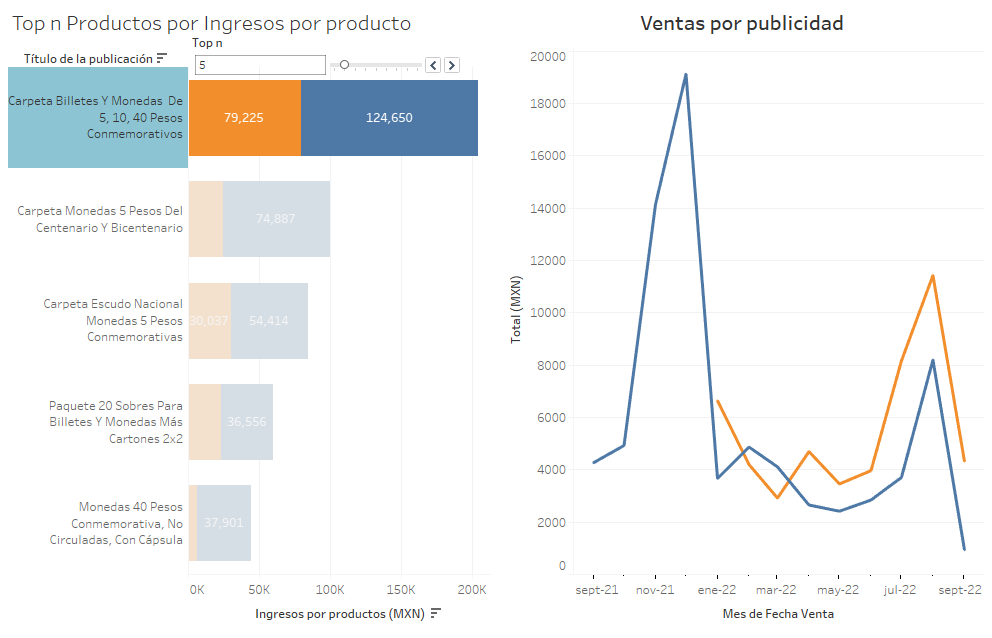 Top n Productos por Ingresos por producto
Top n
5
Título de la publicación
Carpeta Billetes Y Monedas De
5, 10, 40 Pesos
Conmemorativos
79,225
124,650
Carpeta Monedas 5 Pesos Del
Centenario Y Bicentenario
74,887
Carpeta Escudo Nacional
Monedas 5 Pesos
Conmemorativas
30,037
54,414
Paquete 20 Sobres Para
Billetes Y Monedas Más
Cartones 2x2
36,556
Monedas 40 Pesos
Conmemorativa, No
Circuladas, Con Cápsula
37,901
0K
50K
100K
150K
200K
Ingresos por productos (MXN)
Ventas por publicidad
20000
18000
16000
14000
12000
10000
8000
6000
4000
2000
0
Total (MXN)
sept-21
nov-21
ene-22
mar-22
may-22
jul-22
sept-22
Mes de Fecha Venta